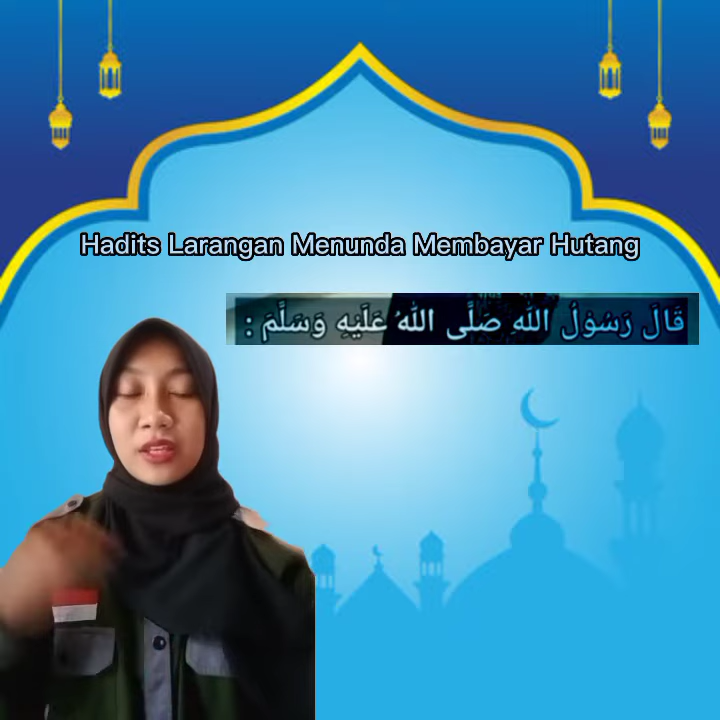 Hadits Larangan Menunda Membayar Hutang
قَالَ رَسُوْلُ اللّٰهِ صَلَّى اللّٰهُ عَلَيْهِ وَسَلَّمَ :